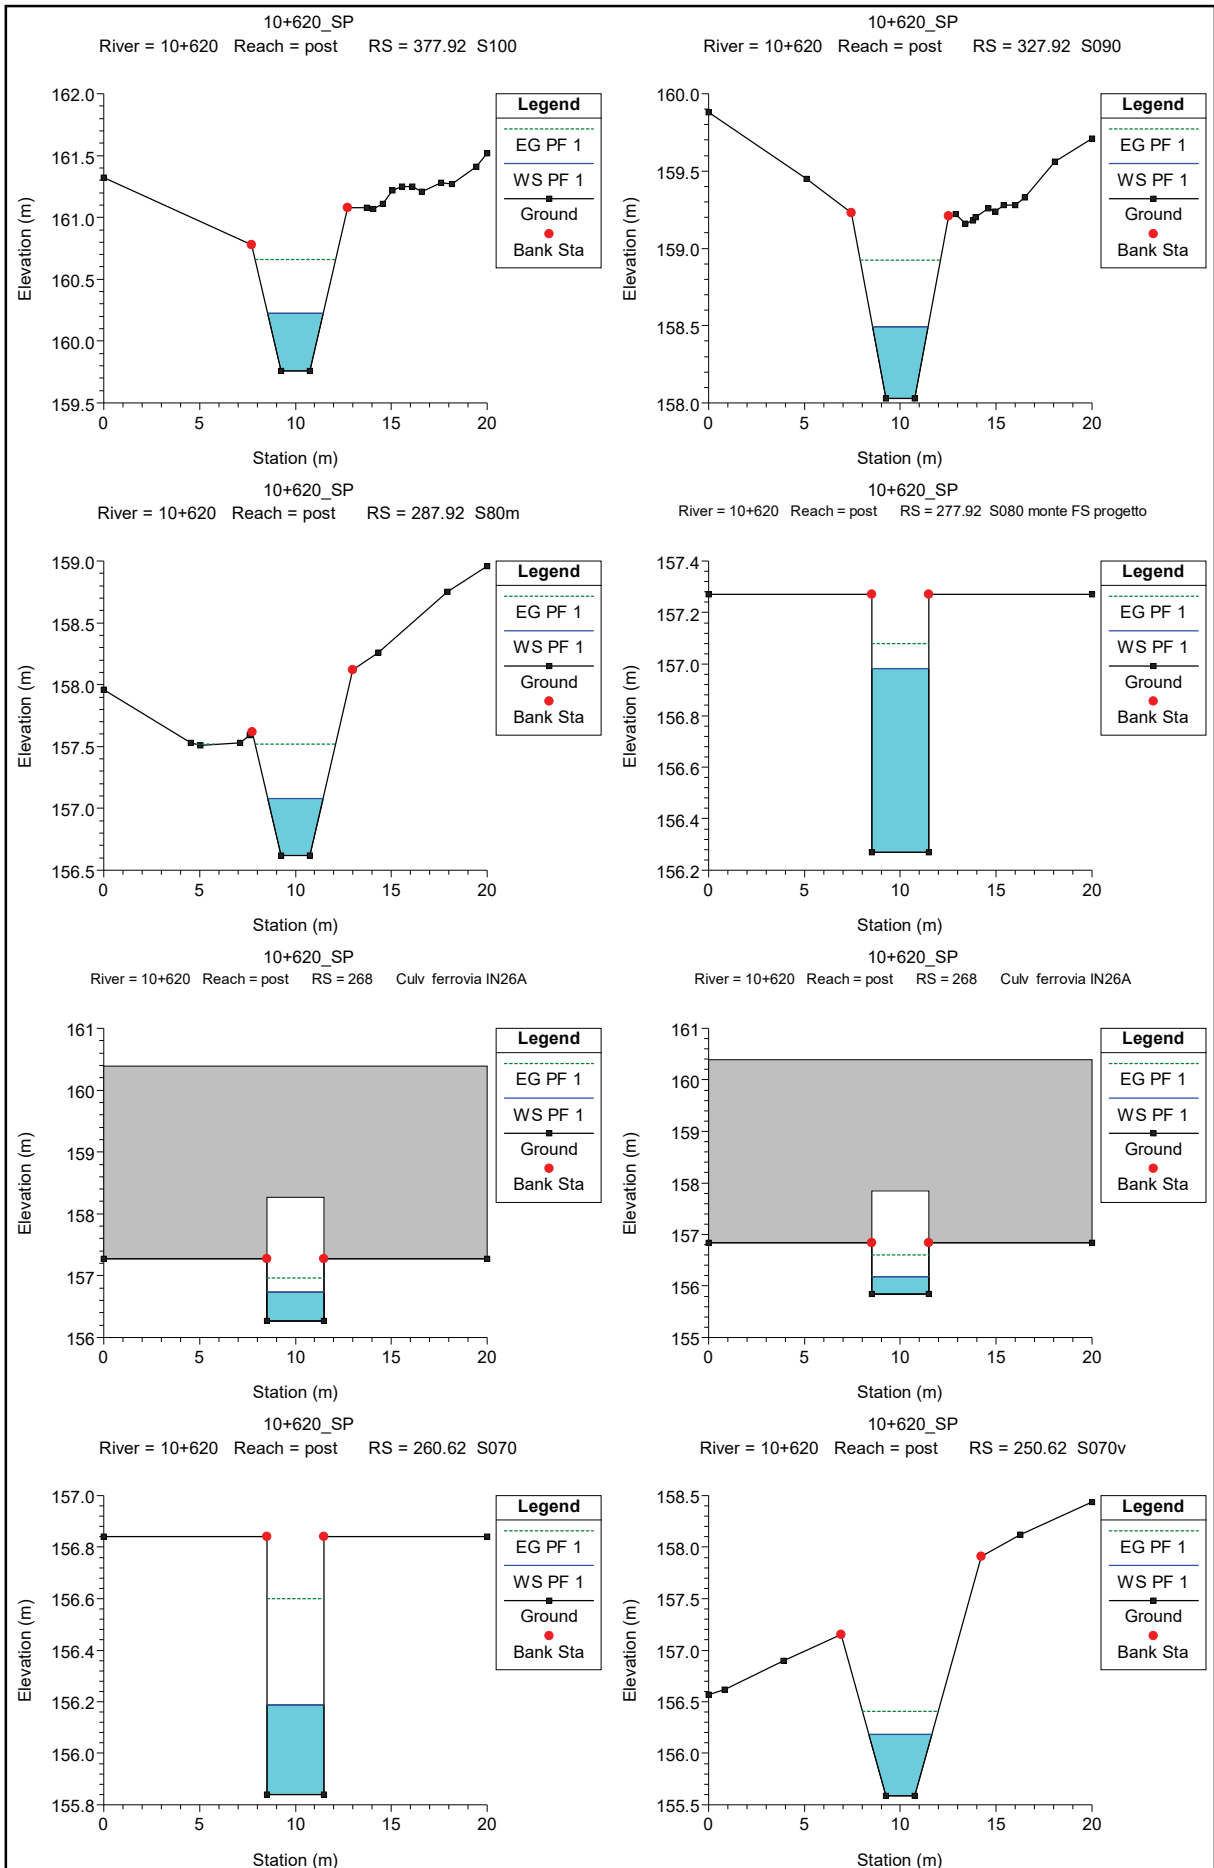 10+620_SP
River = 10+620 Reach = post RS = 377.92 S100
162.0
161.5
161.0
160.5
160.0
159.5
0 5 10 15 20
Elevation (m)
Station (m)
Legend
EG PF 1
WS PF 1
Ground
Bank Sta
10+620_SP
River = 10+620 Reach = post RS = 327.92 S090
160.0
159.5
159.0
158.5
158.0
0 5 10 15 20
Elevation (m)
Station (m)
Legend
EG PF 1
WS PF 1
Ground
Bank Sta
10+620_SP
River = 10+620 Reach = post RS = 287.92 S80m
159.0
158.5
158.0
157.5
157.0
156.5
0 5 10 15 20
Elevation (m)
Station (m)
Legend
EG PF 1
WS PF 1
Ground
Bank Sta
10+620_SP
River = 10+620 Reach = post RS = 277.92 S080 monte FS progetto
157.4
157.2
157.0
156.8
156.6
156.4
156.2
0 5 10 15 20
Elevation (m)
Station (m)
Legend
EG PF 1
WS PF 1
Ground
Bank Sta
10+620_SP
River = 10+620 Reach = post RS = 268 Culv ferrovia IN26A
161
160
159
158
157
156
0 5 10 15 20
Elevation (m)
Station (m)
Legend
EG PF 1
WS PF 1
Ground
Bank Sta
10+620_SP
River = 10+620 Reach = post RS = 268 Culv ferrovia IN26A
161
160
159
158
157
156
155
0 5 10 15 20
Elevation (m)
Station (m)
Legend
EG PF 1
WS PF 1
Ground
Bank Sta
10+620_SP
River = 10+620 Reach = post RS = 260.62 S070
157.0
156.8
156.6
156.4
156.2
156.0
155.8
0 5 10 15 20
Elevation (m)
Station (m)
Legend
EG PF 1
WS PF 1
Ground
Bank Sta
10+620_SP
River = 10+620 Reach = post RS = 250.62 S070v
158.5
158.0
157.5
157.0
156.5
156.0
155.5
0 5 10 15 20
Elevation (m)
Station (m)
Legend
EG PF 1
WS PF 1
Ground
Bank Sta